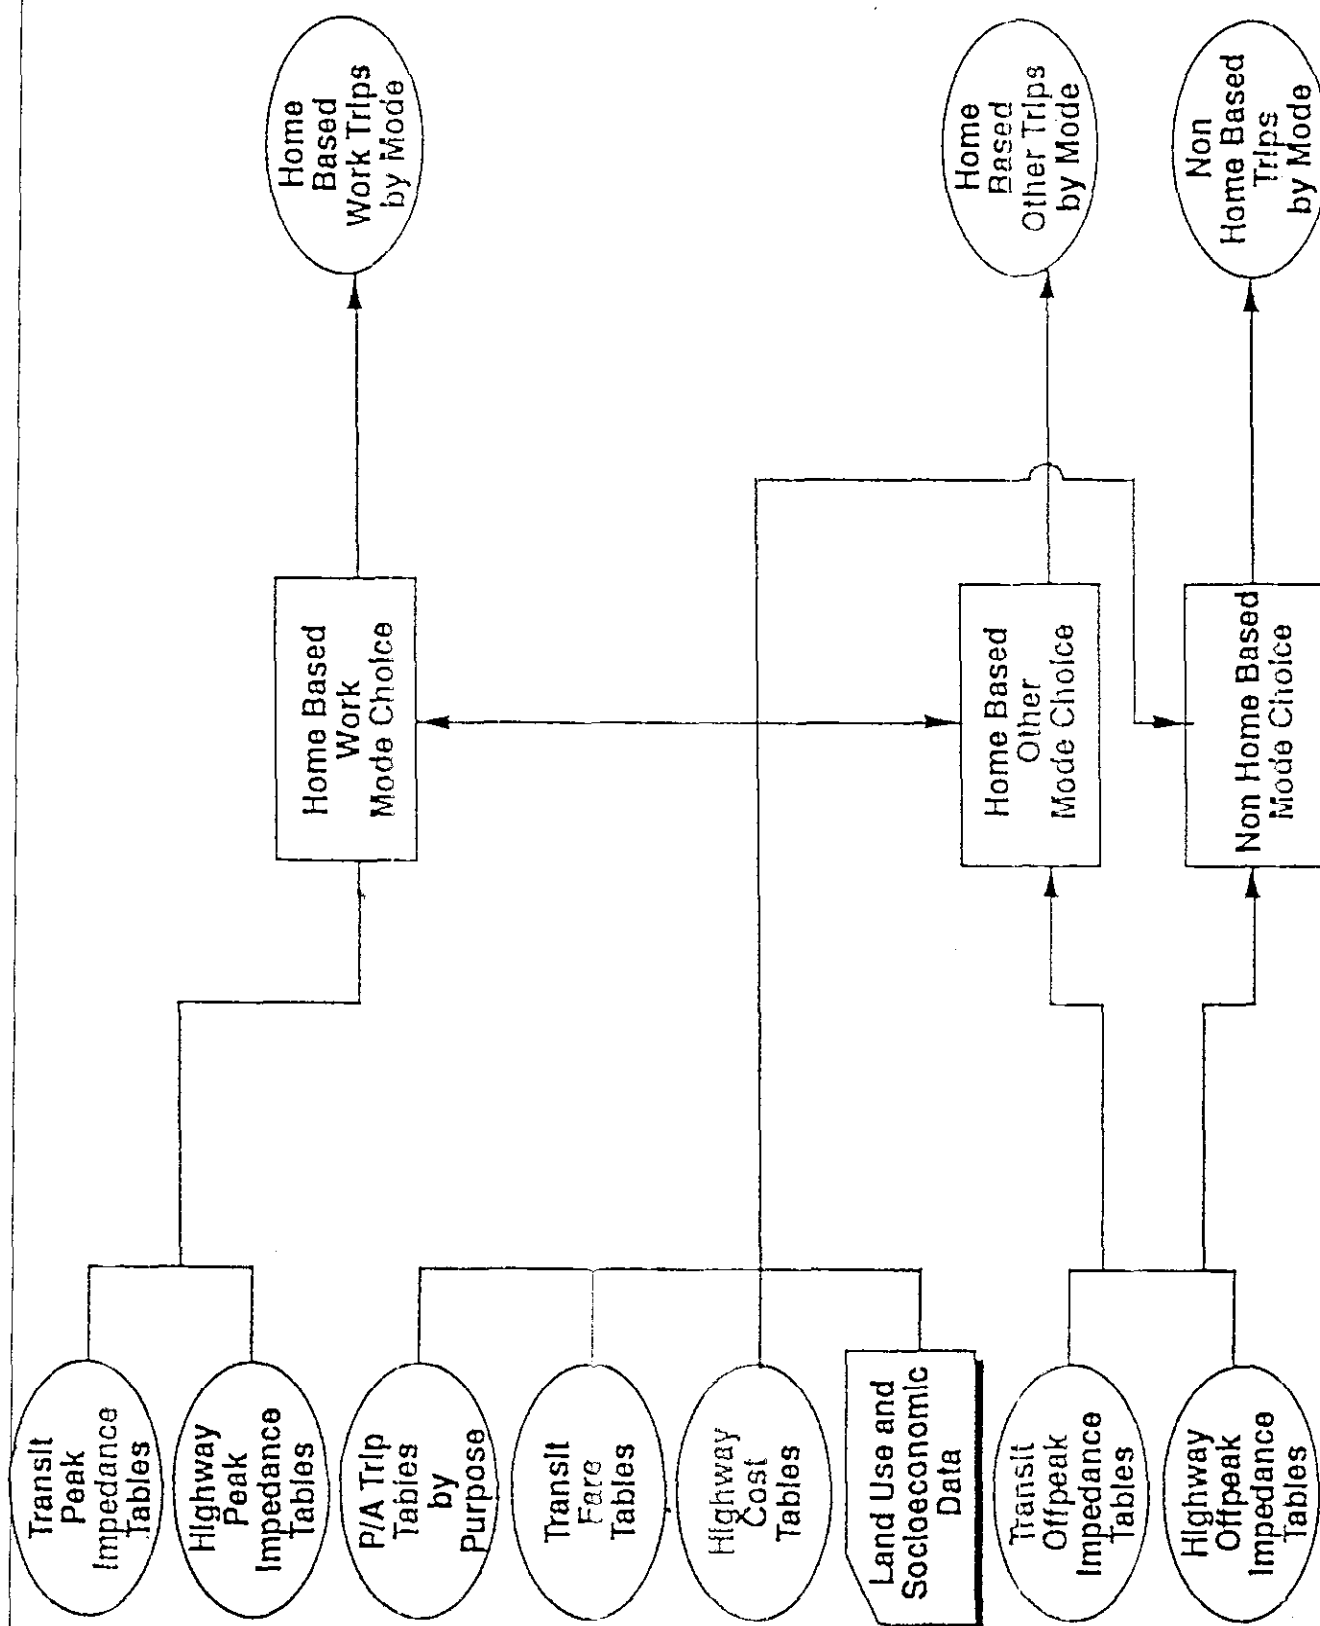 Transit
Peak
Impedance
Tables
Highway
Peak
Impedance
Tables
P/A Trip
Tables
by
Purpose
Transit
Fare
Tables
Highway
Cost
Tables
Land Use and
Socioeconomic
Data
Transit
Offpeak
Impedance
Tables
Highway
Offpeak
Impedance
Tables
Home Based
Work
Mode Choice
Home Based
Other
Mode Choice
Non Home Based
Mode Choice
Home
Based
Work Trips
by Mode
Home
Based
Other Trips
by Mode
Non
Home Based
Trips
by Mode